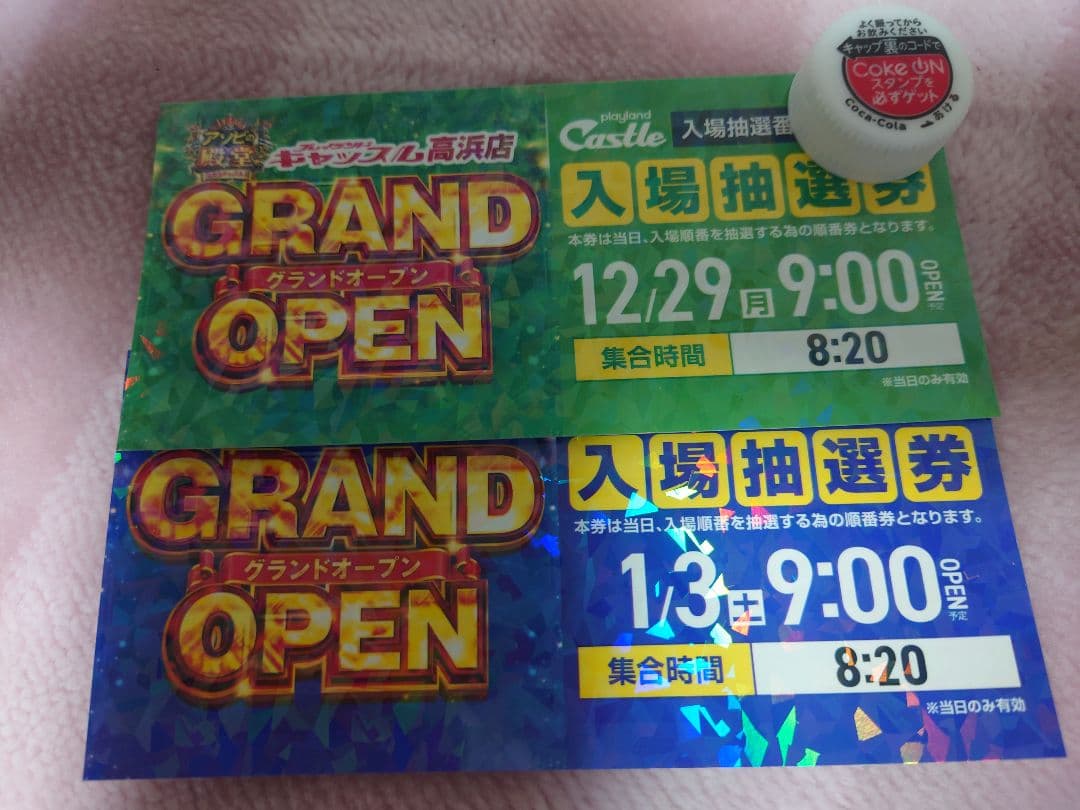 よく振ってから
お飲みください
キャップ裏のコードで
Coke ON
スタンプを
必ずゲット
Coca-Cola
あける
アソビの
殿堂
プレイランド
キャッスル高浜店
GRAND
グランドオープン
OPEN
playland
Castle
入場抽選番
入場抽選券
本券は当日、入場順番を抽選する為の順番券となります。
12/29月 9:00 OPEN予定
集合時間 8:20
※当日のみ有効
GRAND
グランドオープン
OPEN
入場抽選券
本券は当日、入場順番を抽選する為の順番券となります。
1/3土 9:00 OPEN予定
集合時間 8:20
※当日のみ有効